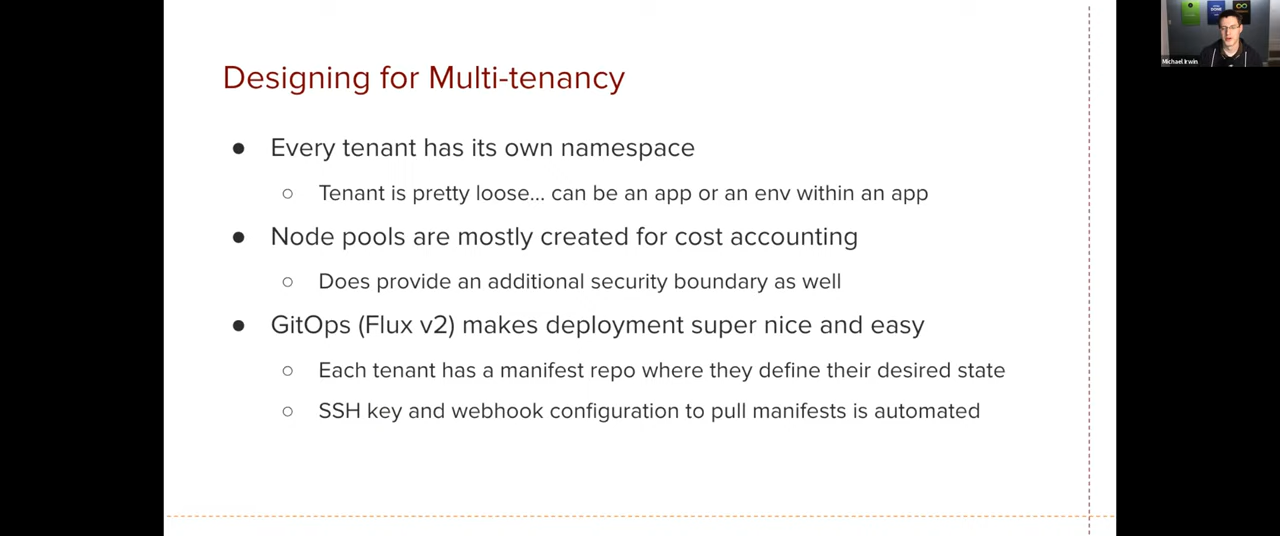 Designing for Multi-tenancy
● Every tenant has its own namespace
○ Tenant is pretty loose... can be an app or an env within an app
● Node pools are mostly created for cost accounting
○ Does provide an additional security boundary as well
● GitOps (Flux v2) makes deployment super nice and easy
○ Each tenant has a manifest repo where they define their desired state
○ SSH key and webhook configuration to pull manifests is automated
Michael Irwin